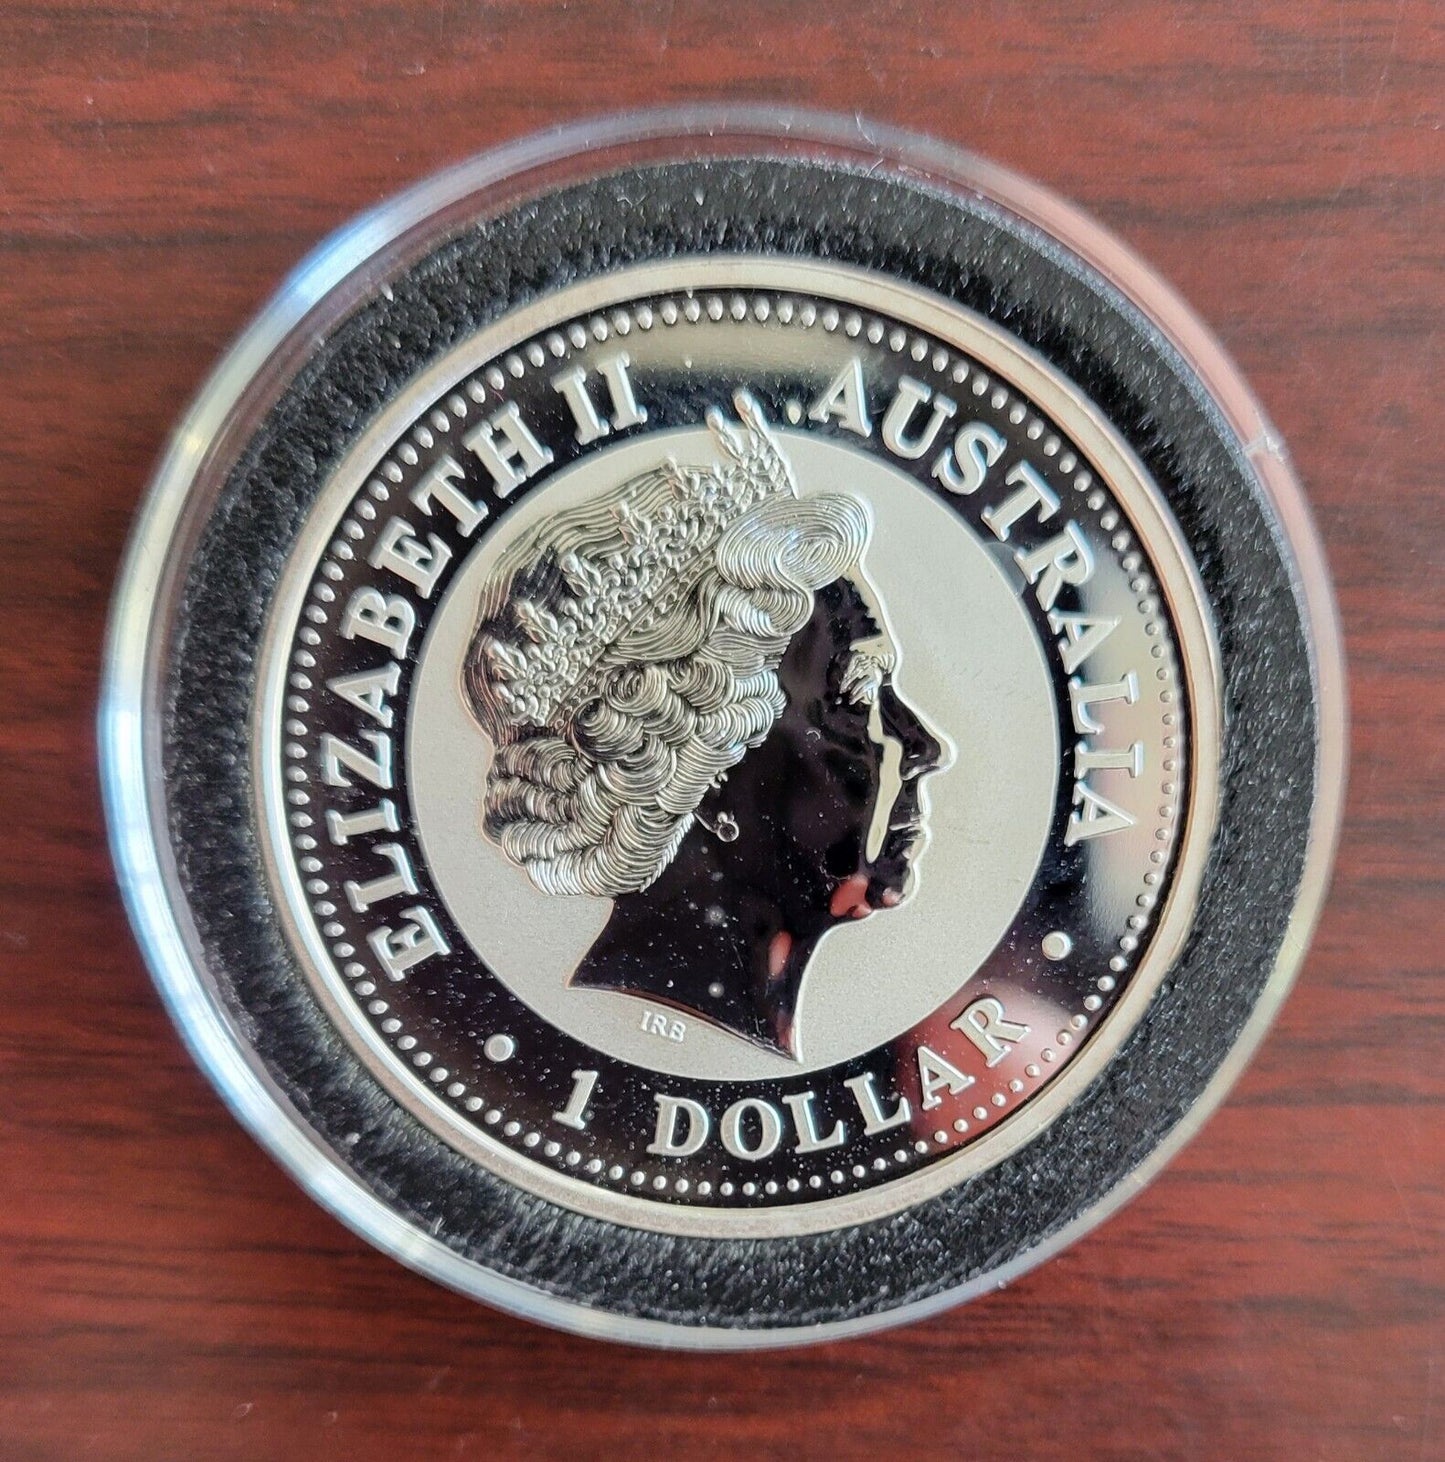 ELIZABETH II
AUSTRALIA
IRB
1 DOLLAR